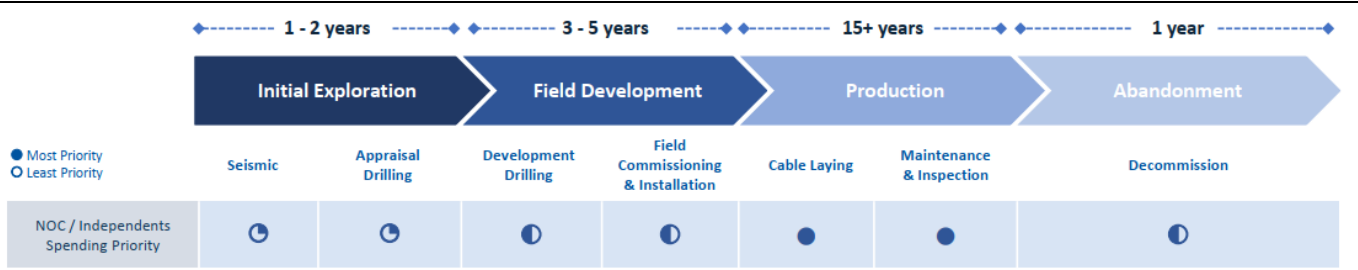 1 - 2 years
3 - 5 years
15+ years
1 year
Initial Exploration
Field Development
Production
Abandonment
Most Priority
Least Priority
Seismic
Appraisal
Drilling
Development
Drilling
Field
Commissioning
& Installation
Cable Laying
Maintenance
& Inspection
Decommission
NOC / Independents
Spending Priority